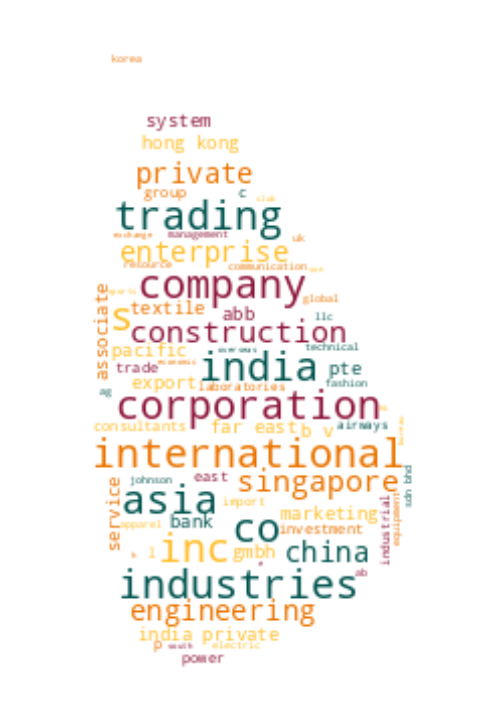 korea
system
hong kong
private
group c
trading
exchange management uk
enterprise
resource communication
company
associate
sports
global
s textile abb llc
construction
pacific overseas technical
trade economic india pte
export laboratories fashion
ag
corporation
consultants far east b v airways
international
johnson east singapore sdn bhd
service
asia import
apparel bank co marketing
investment
industrial
equipment
k l inc gmbh china
industries ab
engineering
india private
p south electric
power